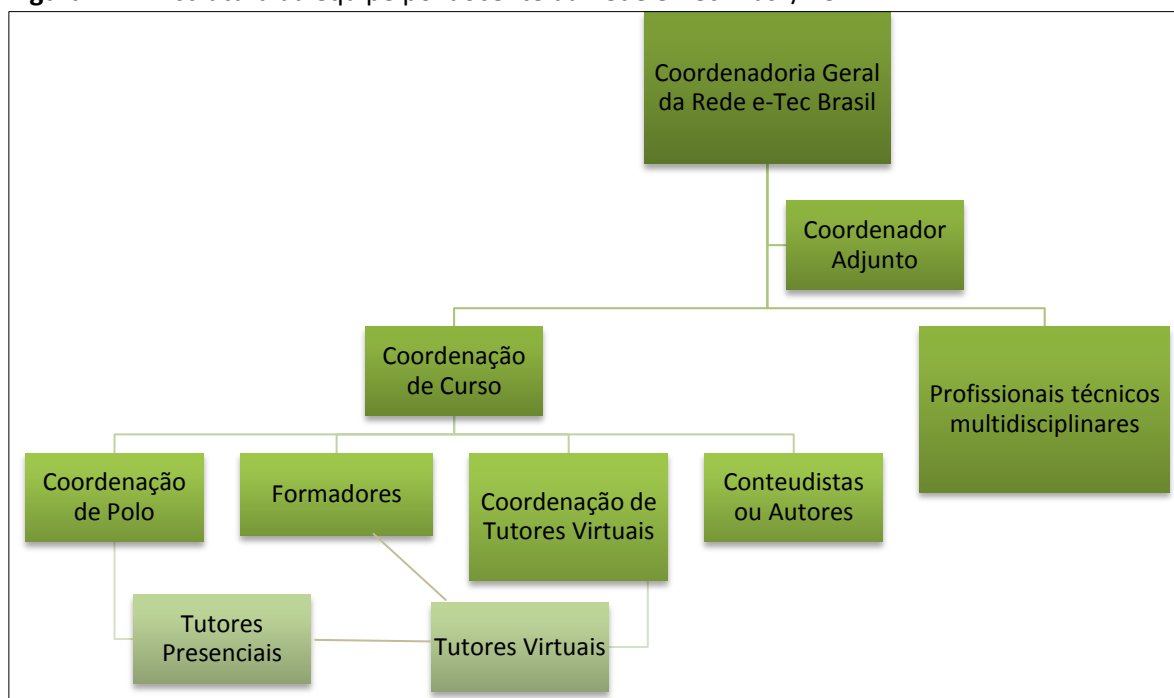 Coordenadoria Geral
da Rede e-Tec Brasil
Coordenador
Adjunto
Coordenação
de Curso
Profissionais técnicos
multidisciplinares
Coordenação
de Polo
Formadores
Coordenação de
Tutores Virtuais
Conteudistas
ou Autores
Tutores
Presenciais
Tutores Virtuais